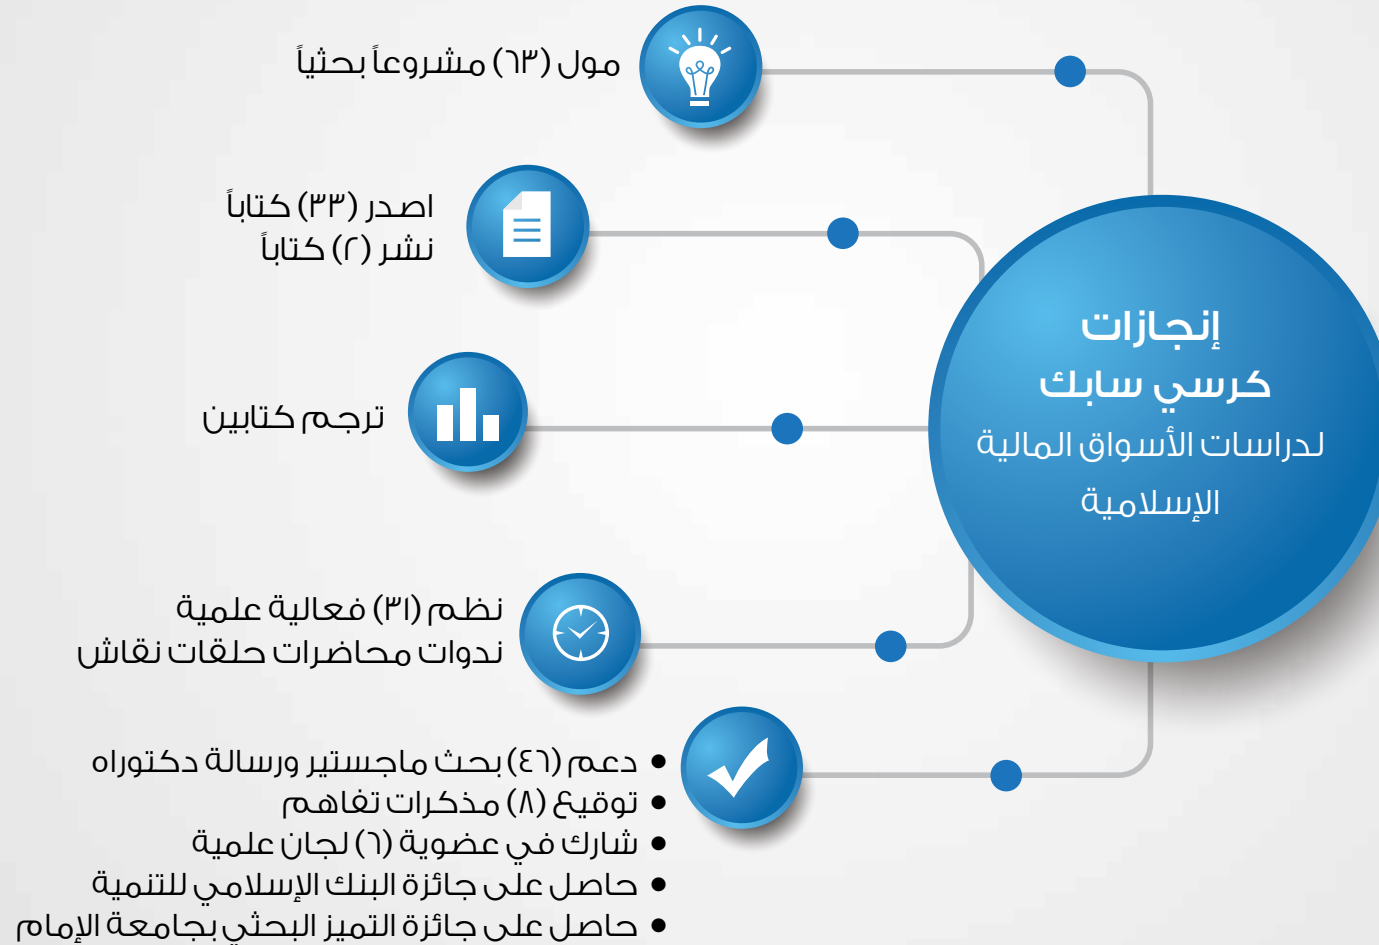 إنجازات
كرسي سابك
لدراسات الأسواق المالية
الإسلامية
مول (٦٣) مشروعاً بحثياً
اصدر (٣٣) كتاباً
نشر (٢) كتاباً
ترجم كتابين
نظم (٣١) فعالية علمية
ندوات محاضرات حلقات نقاش
• دعم (٤٦) بحث ماجستير ورسالة دكتوراه
• توقيع (٨) مذكرات تفاهم
• شارك في عضوية (٦) لجان علمية
• حاصل على جائزة البنك الإسلامي للتنمية
• حاصل على جائزة التميز البحثي بجامعة الإمام